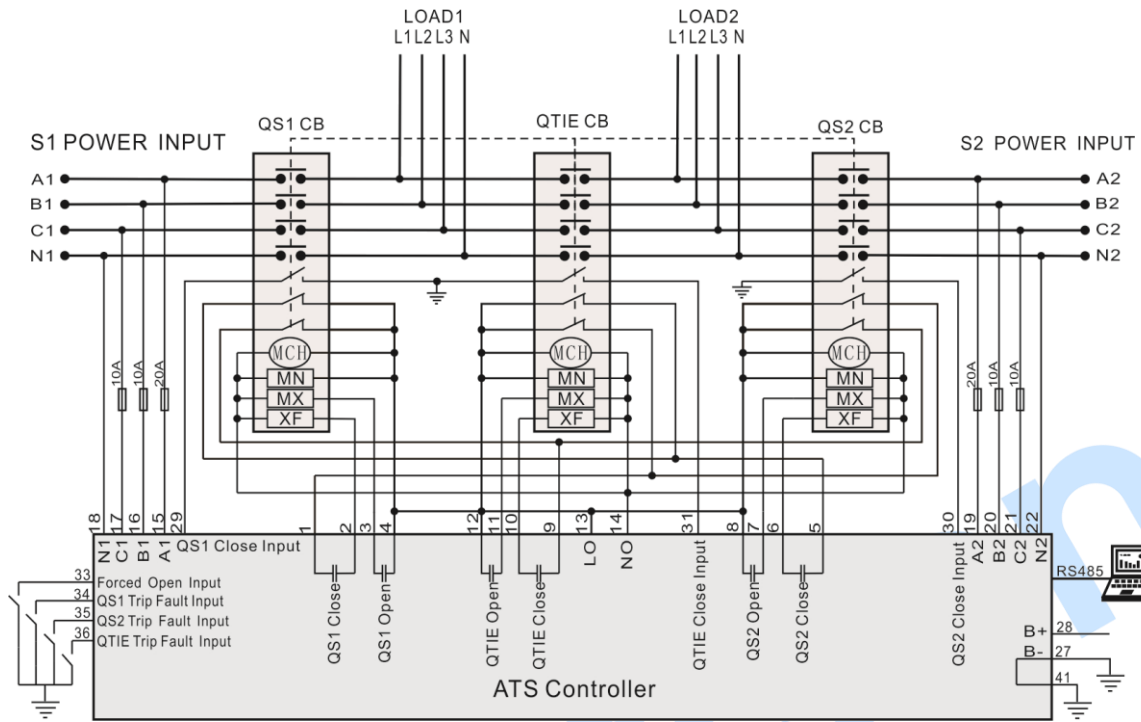 LOAD1
L1 L2 L3 N
LOAD2
L1 L2 L3 N
QS1 CB
QTIE CB
QS2 CB
S1 POWER INPUT
S2 POWER INPUT
A1
A2
B1
B2
C1
C2
N1
N2
MCH
MCH
MCH
MN
MN
MN
MX
MX
MX
XF
XF
XF
10A
10A
20A
20A
10A
10A
18
17
16
15
29
1
2
3
4
12
11
10
9
13
14
31
8
7
6
5
30
19
20
21
22
N1
C1
B1
A1
QS1 Close Input
QS1 Close
QS1 Open
QTIE Open
QTIE Close
LO
NO
QTIE Close Input
QS2 Open
QS2 Close
QS2 Close Input
A2
B2
C2
N2
33 Forced Open Input
34 QS1 Trip Fault Input
35 QS2 Trip Fault Input
36 QTIE Trip Fault Input
RS485
B+ 28
B- 27
41
ATS Controller